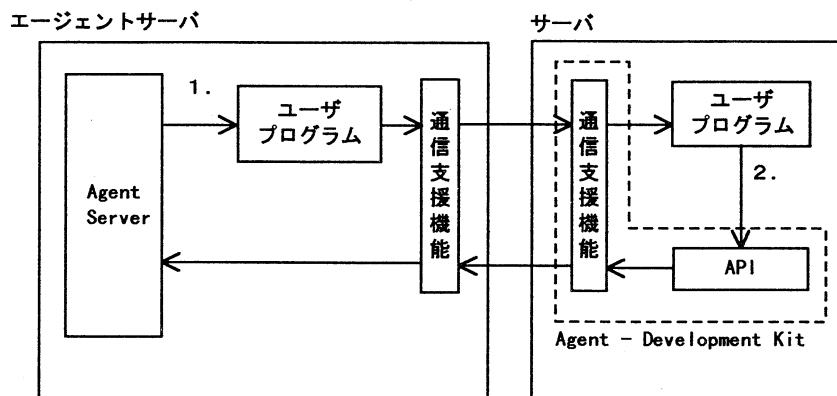 エージェントサーバ
サーバ
1.
ユーザ
プログラム
通信支援機能
通信支援機能
ユーザ
プログラム
2.
Agent
Server
API
Agent - Development Kit